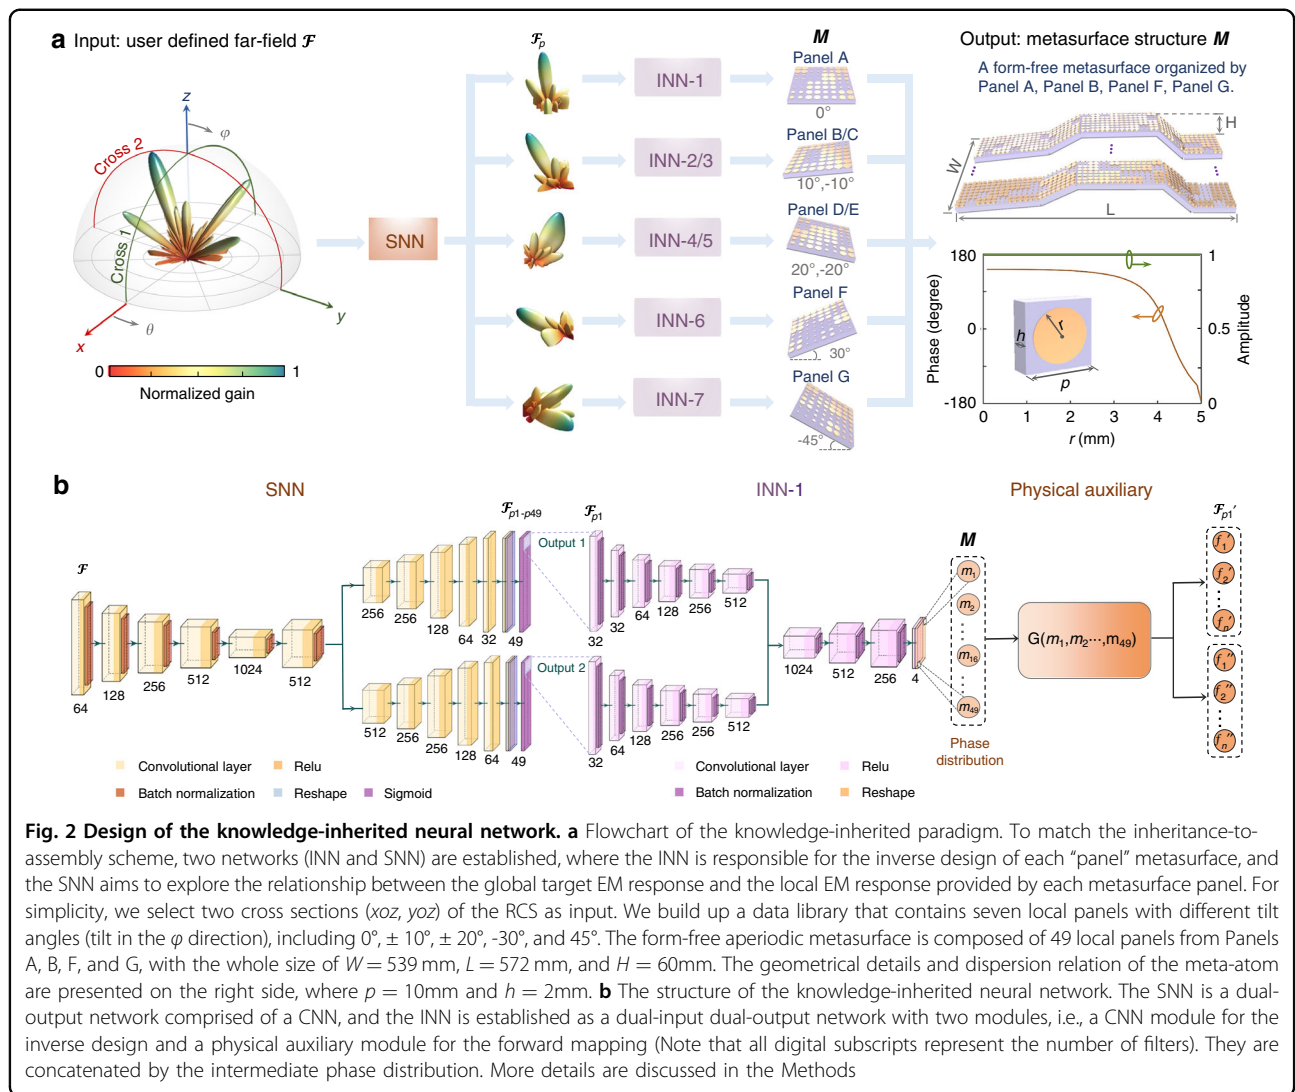 a Input: user defined far-field 𝓕
z
φ
Cross 2
Cross 1
y
x
θ
0 1
Normalized gain
SNN
𝓕p
INN-1
INN-2/3
INN-4/5
INN-6
INN-7
M
Panel A
0°
Panel B/C
10°,-10°
Panel D/E
20°,-20°
Panel F
30°
Panel G
-45°
Output: metasurface structure M
A form-free metasurface organized by
Panel A, Panel B, Panel F, Panel G.
H
W
L
180
0
-180
Phase (degree)
1
0.5
0
Amplitude
h
r
p
0 1 2 3 4 5
r (mm)
b
SNN
INN-1
Physical auxiliary
𝓕
64
128
256
512
1024
512
𝓕p1-p49
256
256
128
64
32
49
Output 1
512
256
256
128
64
49
Output 2
𝓕p1
32
32
64
128
256
512
32
64
128
256
256
512
1024
512
256
4
M
m1
m2
m16
m49
Phase
distribution
G(m1,m2···,m49)
𝓕p1′
f1′
f2′
fn′
f1″
f2″
fn″
Convolutional layer Relu
Batch normalization Reshape Sigmoid
Convolutional layer Relu
Batch normalization Reshape
Fig. 2 Design of the knowledge-inherited neural network. a Flowchart of the knowledge-inherited paradigm. To match the inheritance-to-
assembly scheme, two networks (INN and SNN) are established, where the INN is responsible for the inverse design of each “panel” metasurface, and
the SNN aims to explore the relationship between the global target EM response and the local EM response provided by each metasurface panel. For
simplicity, we select two cross sections (xoz, yoz) of the RCS as input. We build up a data library that contains seven local panels with different tilt
angles (tilt in the φ direction), including 0°, ± 10°, ± 20°, -30°, and 45°. The form-free aperiodic metasurface is composed of 49 local panels from Panels
A, B, F, and G, with the whole size of W = 539 mm, L = 572 mm, and H = 60mm. The geometrical details and dispersion relation of the meta-atom
are presented on the right side, where p = 10mm and h = 2mm. b The structure of the knowledge-inherited neural network. The SNN is a dual-
output network comprised of a CNN, and the INN is established as a dual-input dual-output network with two modules, i.e., a CNN module for the
inverse design and a physical auxiliary module for the forward mapping (Note that all digital subscripts represent the number of filters). They are
concatenated by the intermediate phase distribution. More details are discussed in the Methods